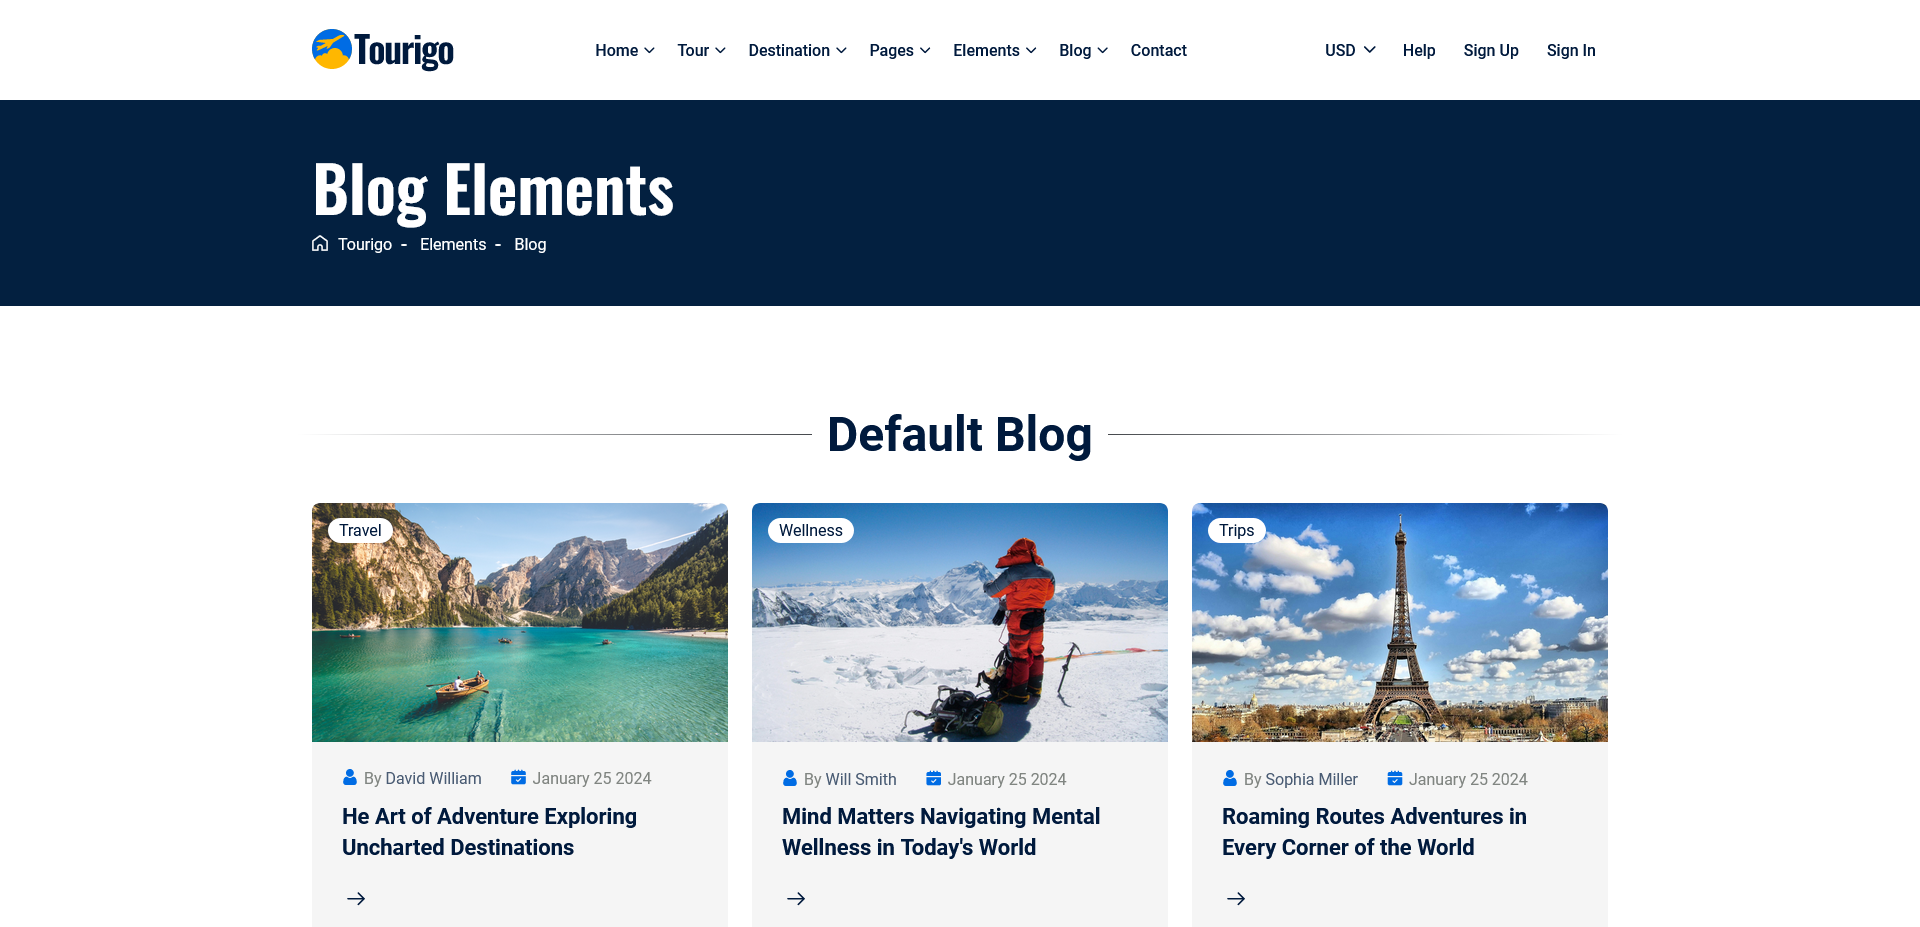 Tourigo
Home Tour Destination Pages Elements Blog Contact
USD Help Sign Up Sign In
Blog Elements
Tourigo - Elements - Blog
Default Blog
Travel
By David William January 25 2024
He Art of Adventure Exploring
Uncharted Destinations
Wellness
By Will Smith January 25 2024
Mind Matters Navigating Mental
Wellness in Today's World
Trips
By Sophia Miller January 25 2024
Roaming Routes Adventures in
Every Corner of the World